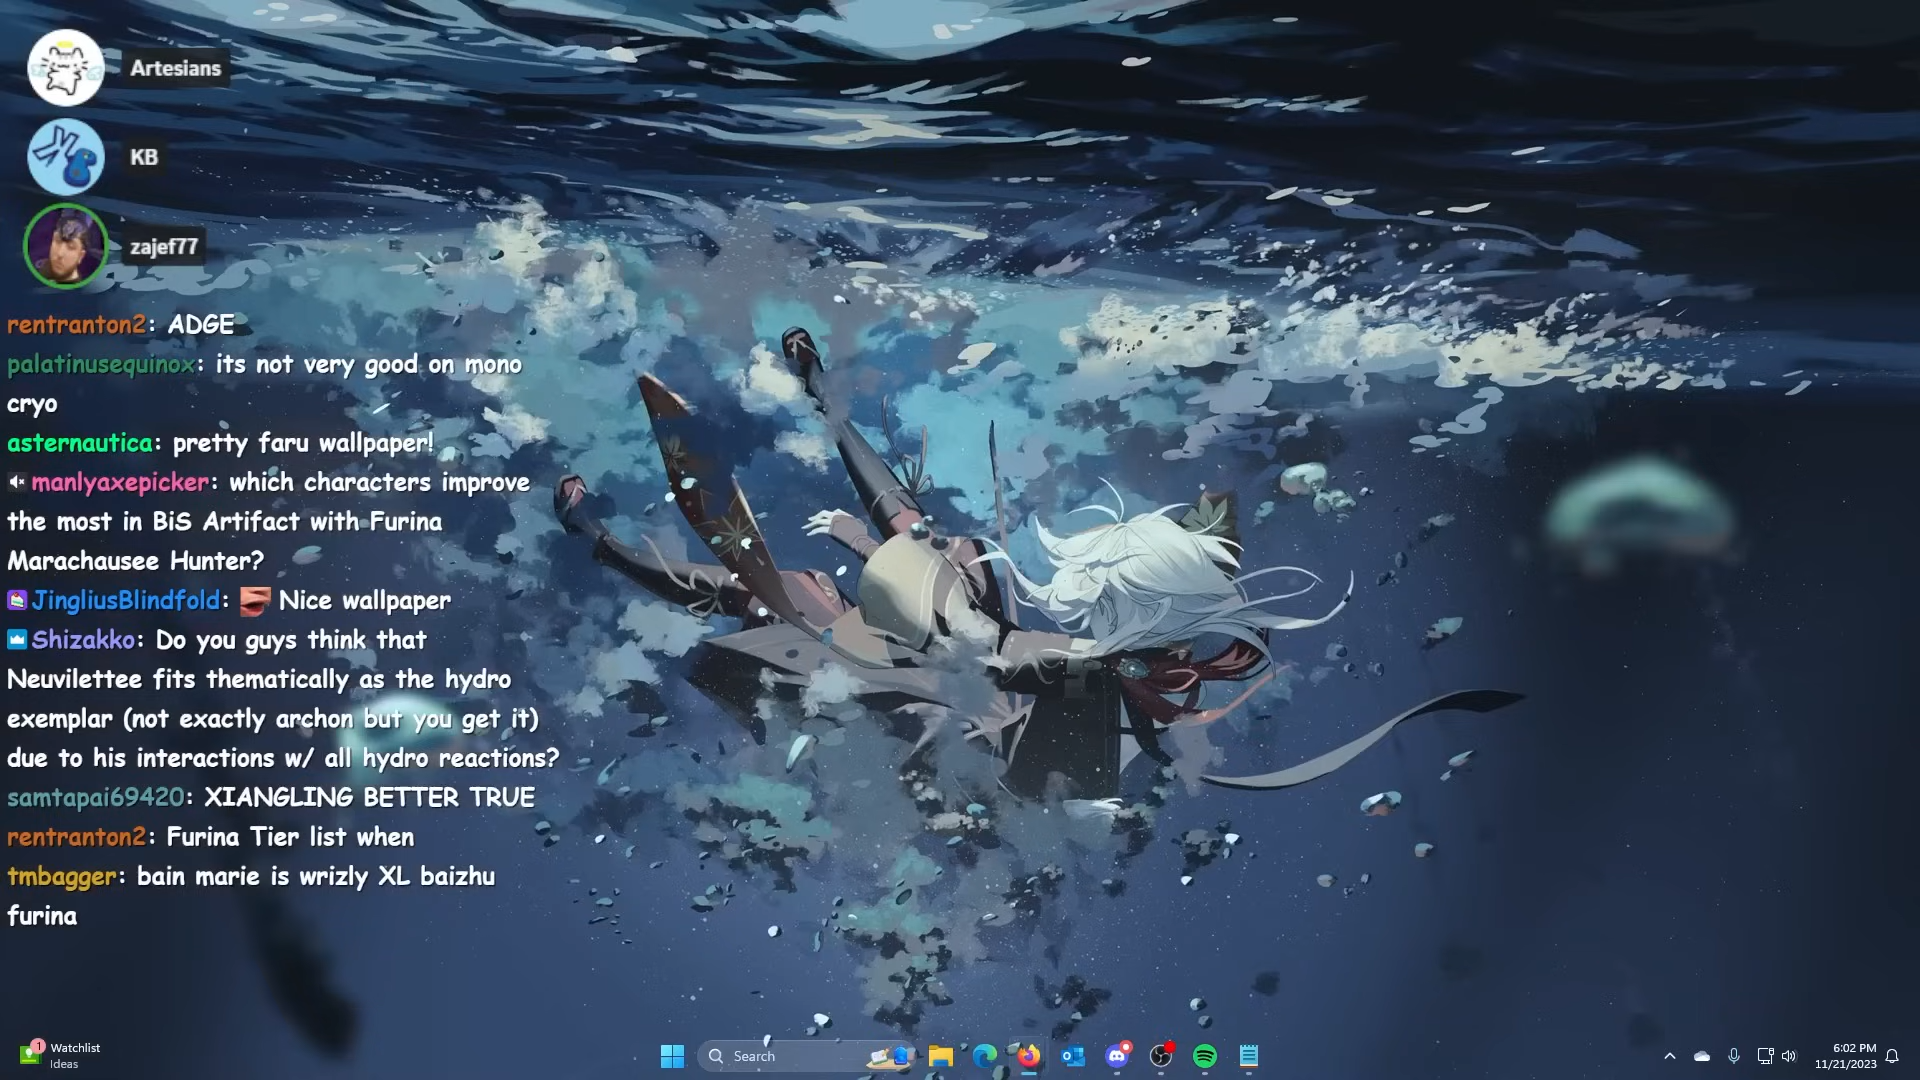 Artesians
KB
zajef77
rentranton2: ADGE
palatinusequinox: its not very good on mono
cryo
asternautica: pretty faru wallpaper!
manlyaxepicker: which characters improve
the most in BiS Artifact with Furina
Marachausee Hunter?
JingliusBlindfold: Nice wallpaper
Shizakko: Do you guys think that
Neuvilettee fits thematically as the hydro
exemplar (not exactly archon but you get it)
due to his interactions w/ all hydro reactions?
samtapai69420: XIANGLING BETTER TRUE
rentranton2: Furina Tier list when
tmbagger: bain marie is wrizly XL baizhu
furina
1
Watchlist
Ideas
Search
6:02 PM
11/21/2023